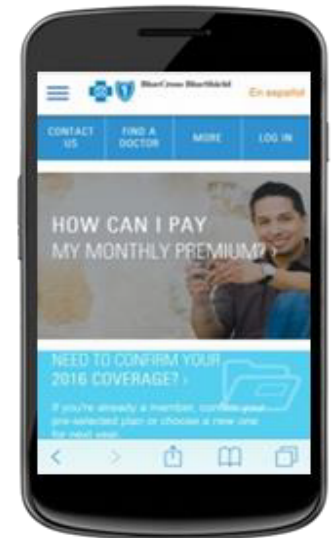 BlueCross BlueShield
En español
CONTACT US
FIND A DOCTOR
MORE
LOG IN
HOW CAN I PAY
MY MONTHLY PREMIUM? ›
NEED TO CONFIRM YOUR
2016 COVERAGE? ›
If you're already a member, confirm your
pre-selected plan or choose a new one
for next year.